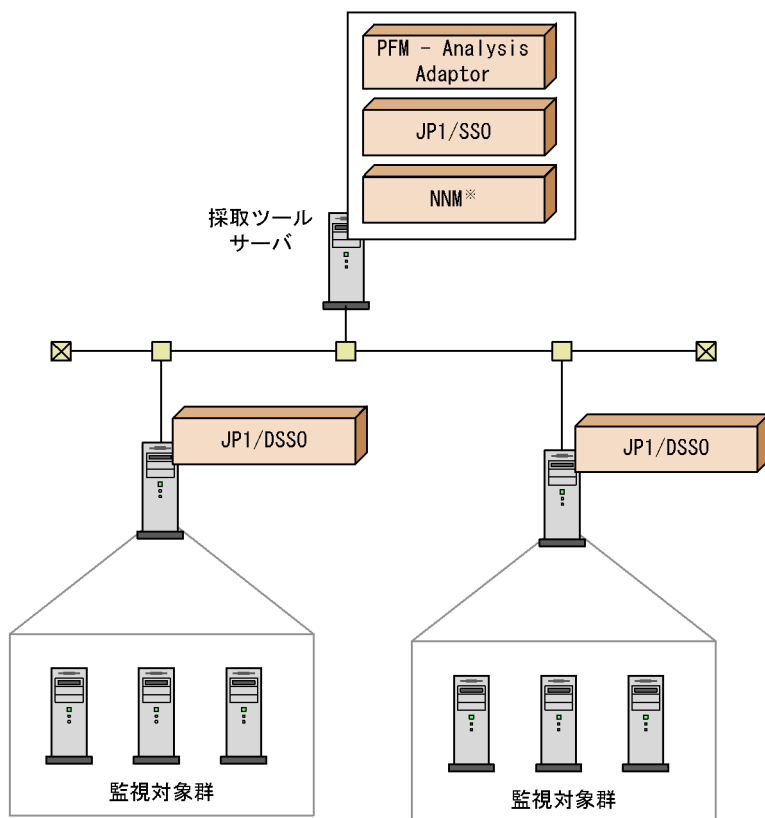 PFM - Analysis
Adaptor
JP1/SSO
NNM※
採取ツール
サーバ
JP1/DSSO
JP1/DSSO
監視対象群
監視対象群